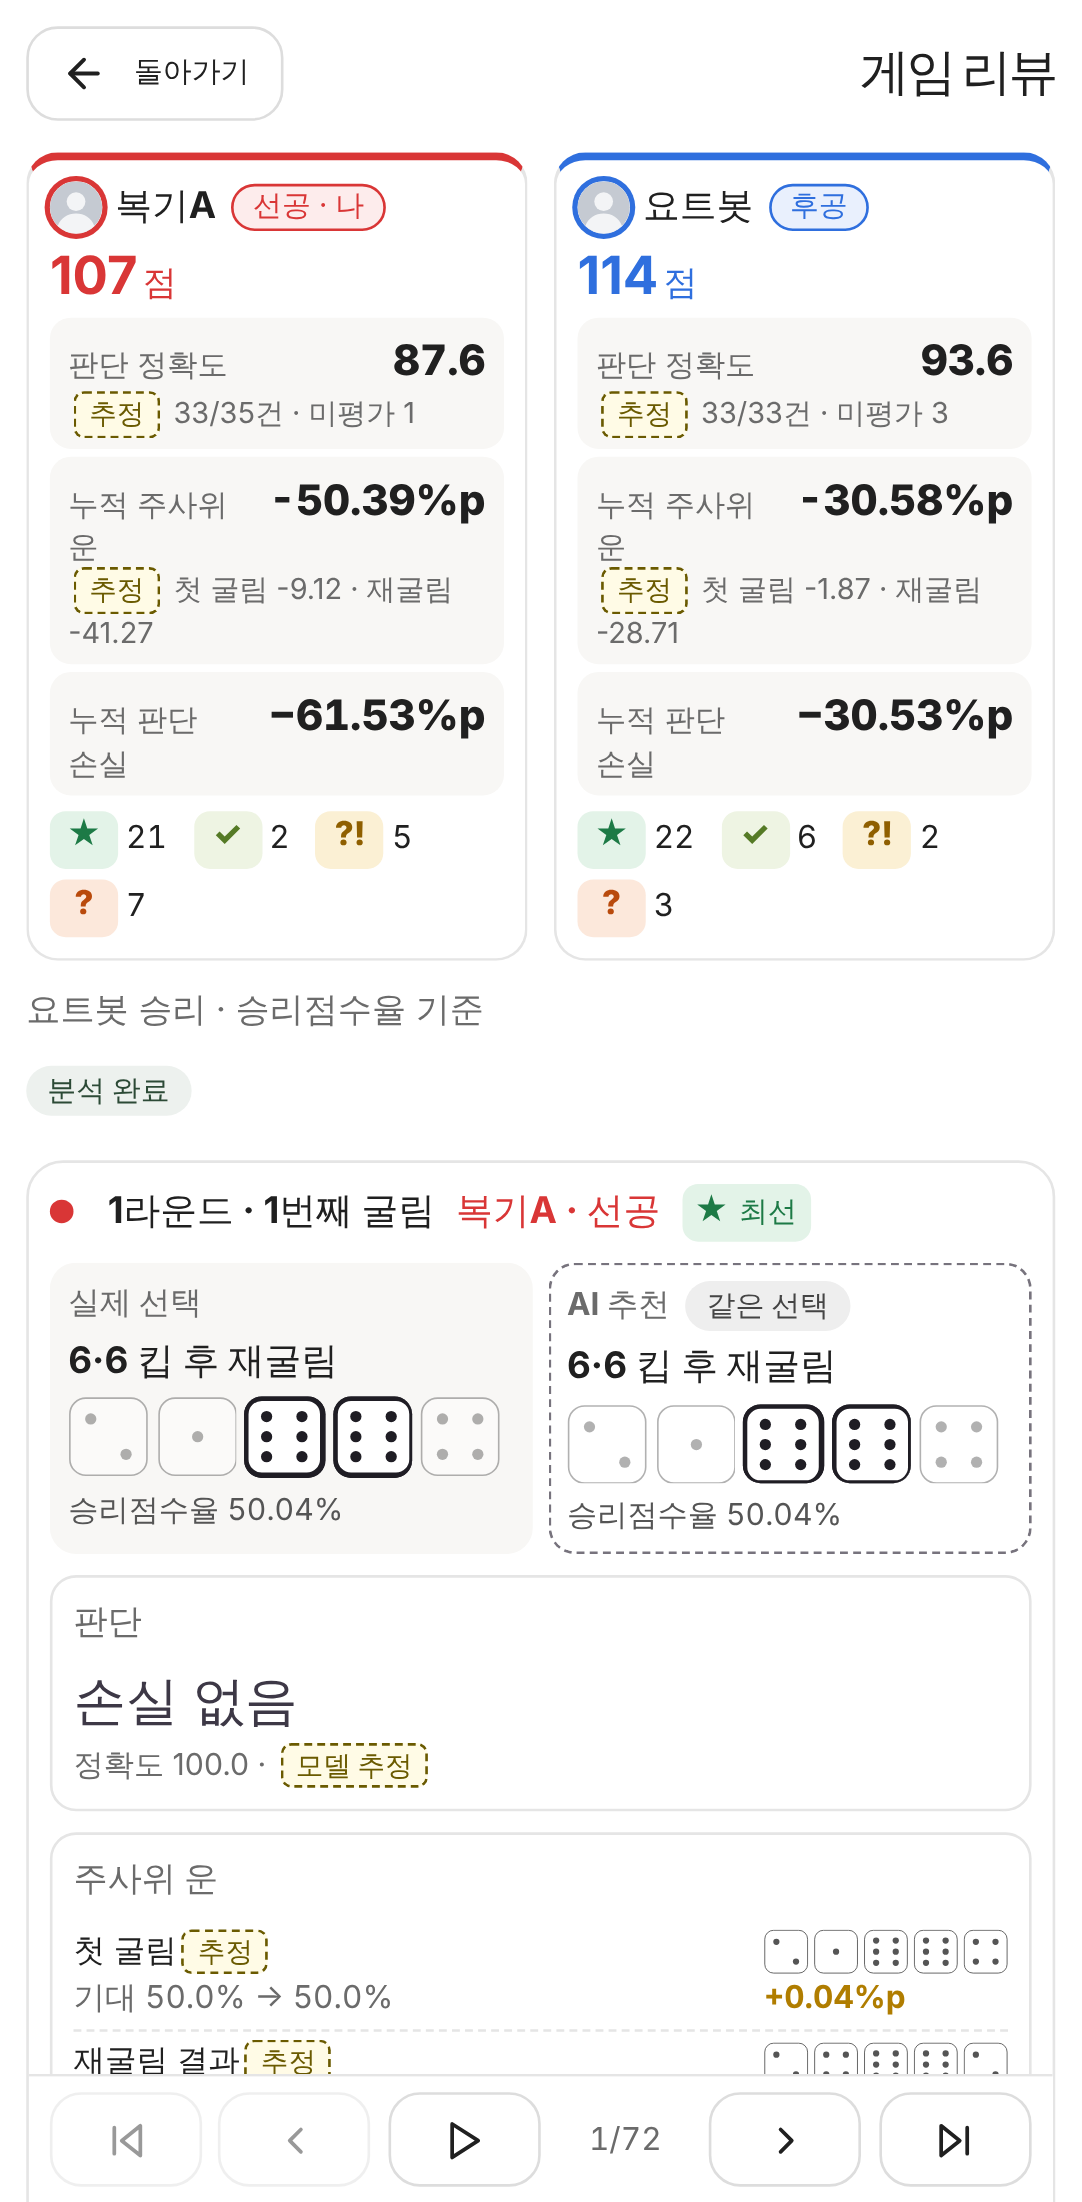 돌아가기
게임 리뷰
복기A 선공 · 나
107 점
판단 정확도 87.6
추정 33/35건 · 미평가 1
누적 주사위 운 -50.39%p
추정 첫 굴림 -9.12 · 재굴림
-41.27
누적 판단 손실 −61.53%p
★ 21 ✓ 2 ?! 5
? 7
요트봇 후공
114 점
판단 정확도 93.6
추정 33/33건 · 미평가 3
누적 주사위 운 -30.58%p
추정 첫 굴림 -1.87 · 재굴림
-28.71
누적 판단 손실 −30.53%p
★ 22 ✓ 6 ?! 2
? 3
요트봇 승리 · 승리점수율 기준
분석 완료
1라운드 · 1번째 굴림 복기A · 선공 ★ 최선
실제 선택
6·6 킵 후 재굴림
승리점수율 50.04%
AI 추천 같은 선택
6·6 킵 후 재굴림
승리점수율 50.04%
판단
손실 없음
정확도 100.0 · 모델 추정
주사위 운
첫 굴림 추정
기대 50.0% → 50.0% +0.04%p
재굴림 결과 추정
1/72